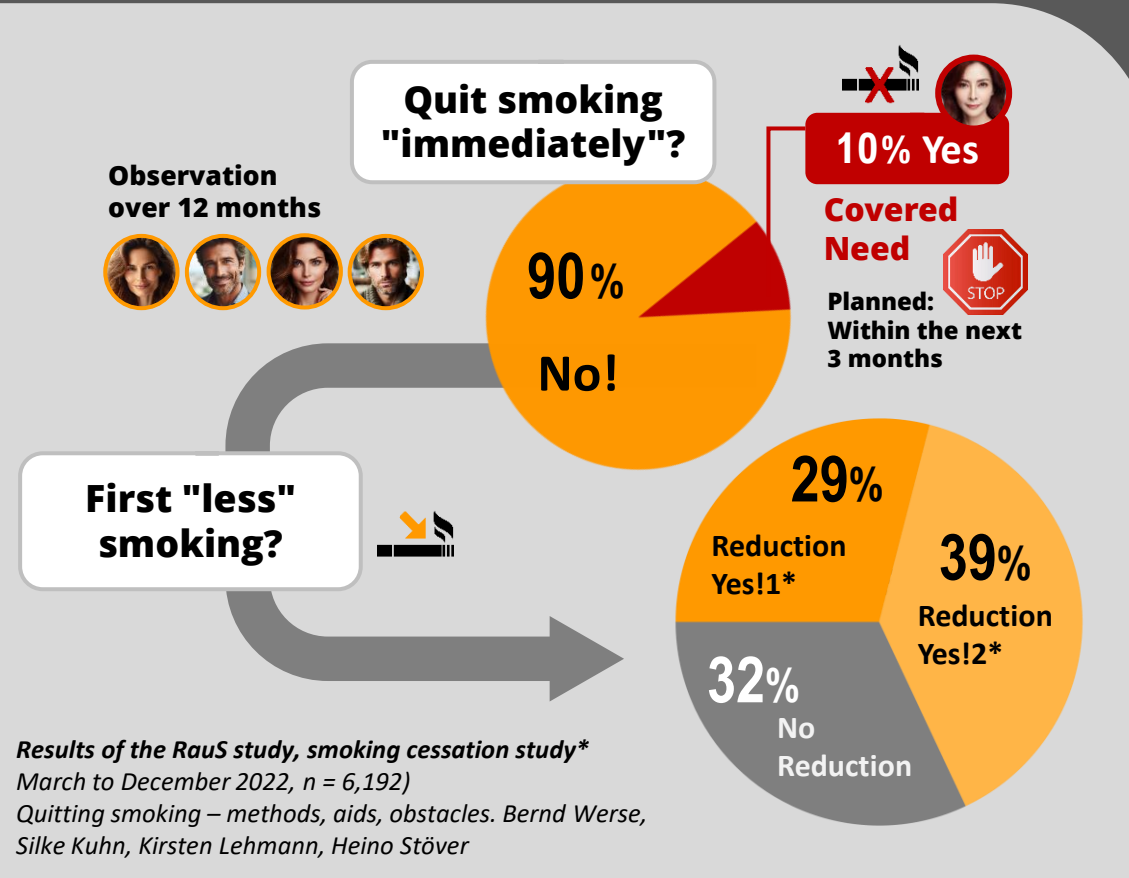 Quit smoking
"immediately"?
10% Yes
Covered
Need
STOP
Planned:
Within the next
3 months
Observation
over 12 months
90%
No!
First "less"
smoking?
29%
Reduction
Yes!1*
39%
Reduction
Yes!2*
32%
No
Reduction
Results of the RauS study, smoking cessation study*
March to December 2022, n = 6,192)
Quitting smoking – methods, aids, obstacles. Bernd Werse,
Silke Kuhn, Kirsten Lehmann, Heino Stöver